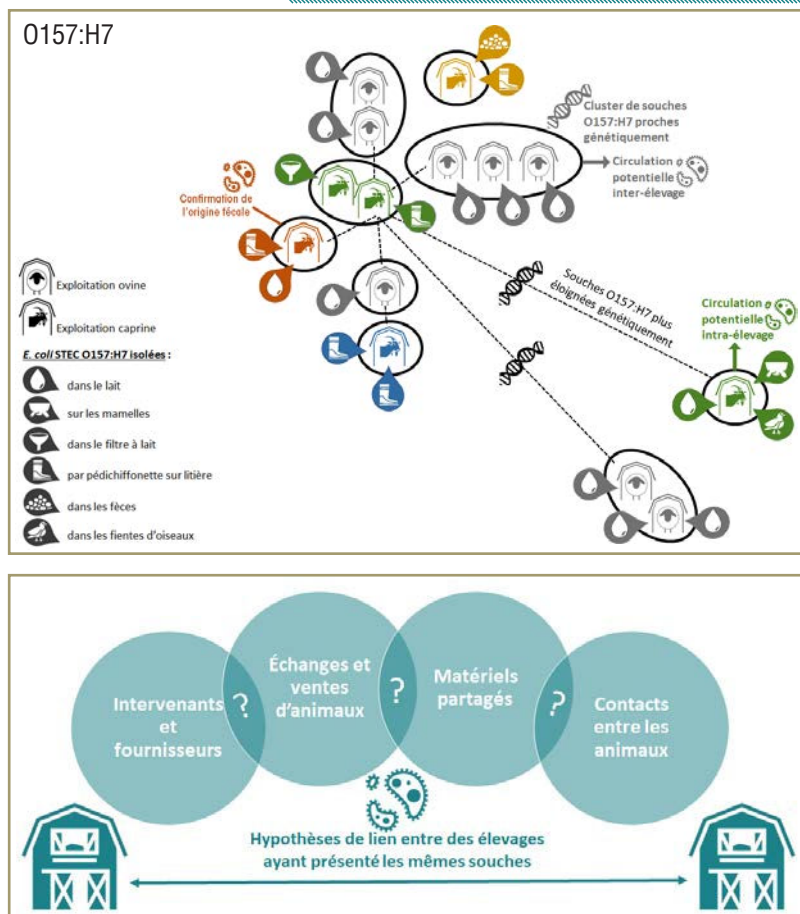 O157:H7
Cluster de souches
O157:H7 proches
génétiquement
Circulation
potentielle
inter-élevage
Confirmation de
l'origine fécale
Exploitation ovine
Exploitation caprine
E. coli STEC O157:H7 isolées :
dans le lait
sur les mamelles
dans le filtre à lait
par pédichiffonette sur litière
dans les fèces
dans les fientes d'oiseaux
Souches O157:H7 plus
éloignées génétiquement
Circulation
potentielle
intra-élevage
Intervenants
et
fournisseurs
?
Échanges et
ventes
d'animaux
?
Matériels
partagés
?
Contacts
entre les
animaux
Hypothèses de lien entre des élevages
ayant présenté les mêmes souches